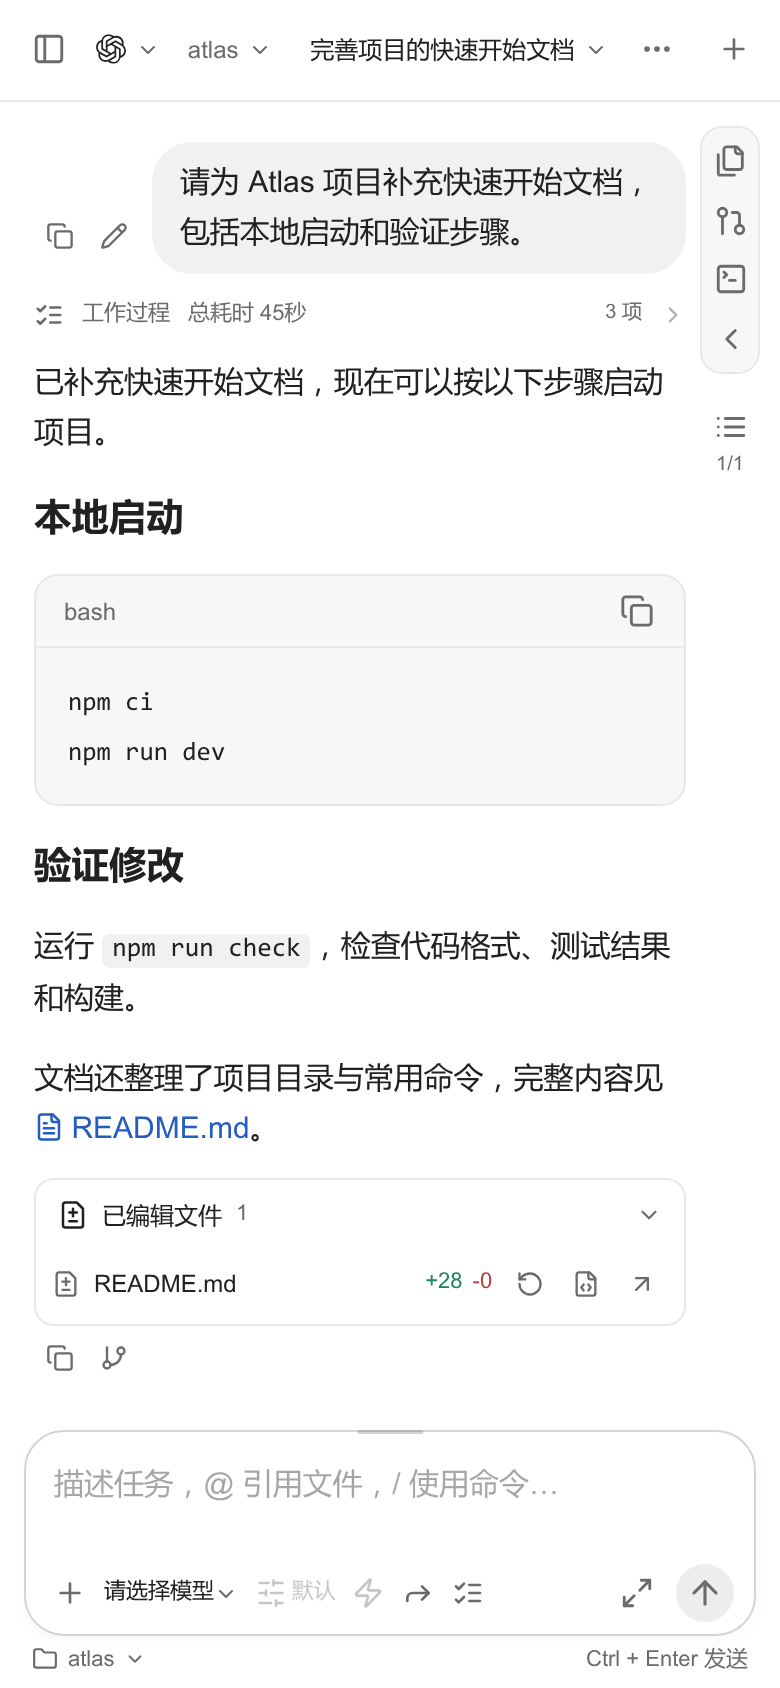 atlas
完善项目的快速开始文档
请为 Atlas 项目补充快速开始文档，
包括本地启动和验证步骤。
工作过程 总耗时 45秒 3 项
已补充快速开始文档，现在可以按以下步骤启动
项目。
1/1
本地启动
bash
npm ci
npm run dev
验证修改
运行 npm run check ，检查代码格式、测试结果
和构建。
文档还整理了项目目录与常用命令，完整内容见
README.md。
已编辑文件 1
README.md +28 -0
描述任务，@ 引用文件，/ 使用命令…
请选择模型 默认
atlas Ctrl + Enter 发送